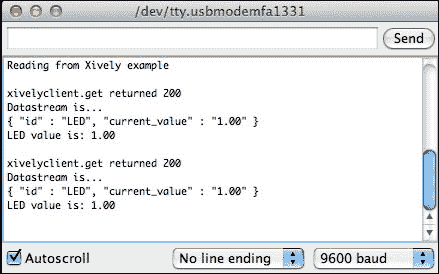 /dev/tty.usbmodemfa1331
Send
Reading from Xively example
xivelyclient.get returned 200
Datastream is...
{ "id" : "LED", "current_value" : "1.00" }
LED value is: 1.00
xivelyclient.get returned 200
Datastream is...
{ "id" : "LED", "current_value" : "1.00" }
LED value is: 1.00
Autoscroll
No line ending
9600 baud